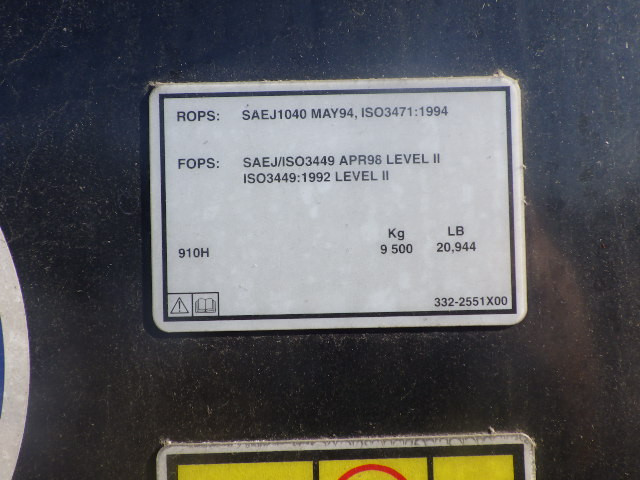 ROPS: SAEJ1040 MAY94, ISO3471:1994
FOPS: SAEJ/ISO3449 APR98 LEVEL II
ISO3449:1992 LEVEL II
Kg LB
910H 9 500 20,944
332-2551X00